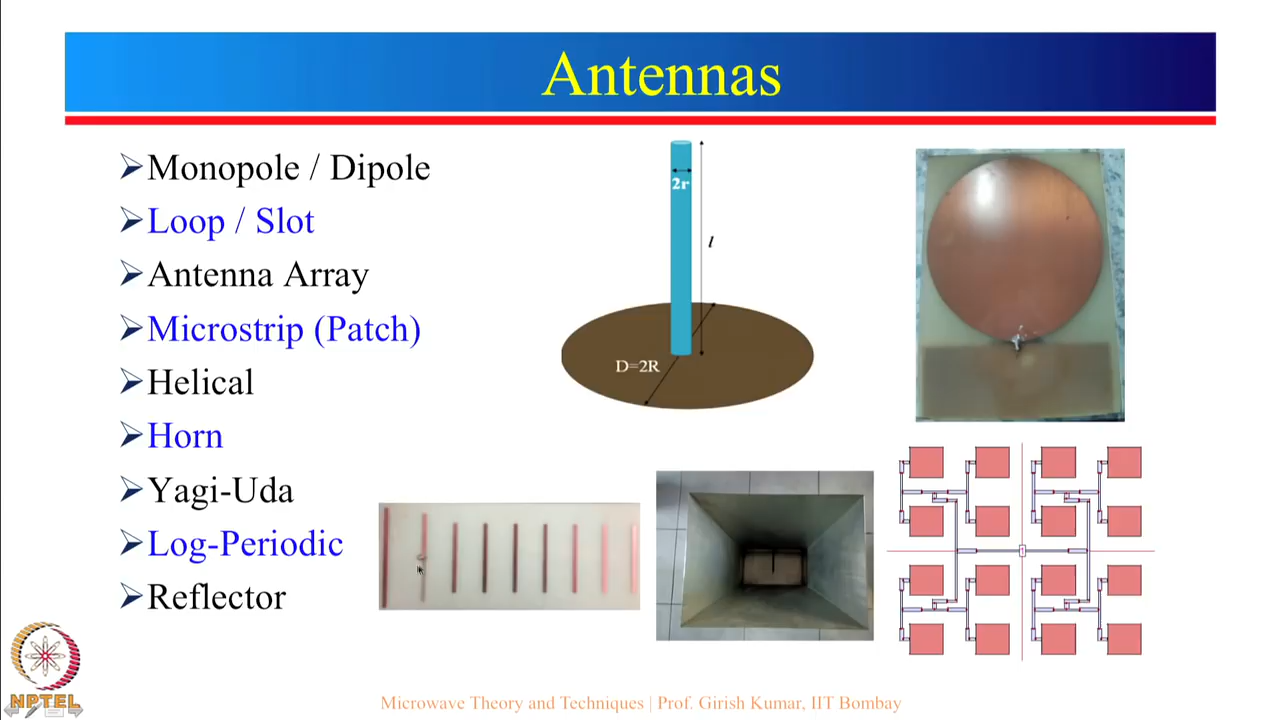 Antennas
Monopole / Dipole
Loop / Slot
Antenna Array
Microstrip (Patch)
Helical
Horn
Yagi-Uda
Log-Periodic
Reflector
2r
l
D=2R
NPTEL
Microwave Theory and Techniques | Prof. Girish Kumar, IIT Bombay